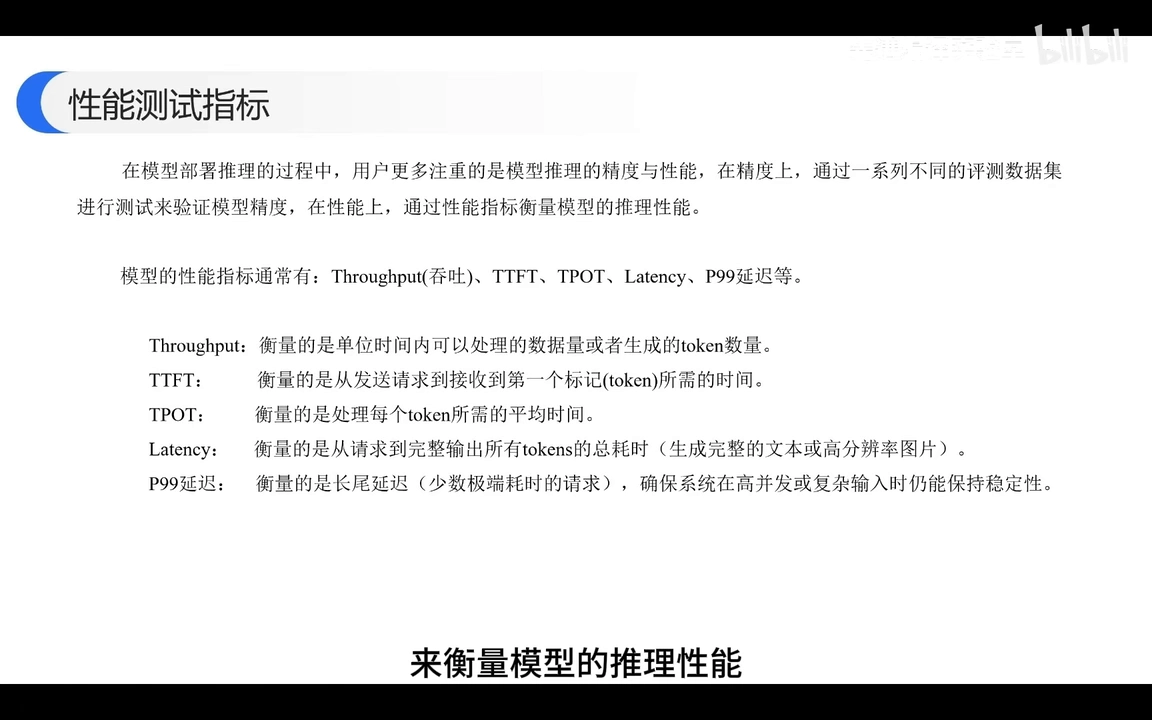 bilibili
性能测试指标
在模型部署推理的过程中，用户更多注重的是模型推理的精度与性能，在精度上，通过一系列不同的评测数据集
进行测试来验证模型精度，在性能上，通过性能指标衡量模型的推理性能。
模型的性能指标通常有：Throughput(吞吐)、TTFT、TPOT、Latency、P99延迟等。
Throughput：衡量的是单位时间内可以处理的数据量或者生成的token数量。
TTFT： 衡量的是从发送请求到接收到第一个标记(token)所需的时间。
TPOT： 衡量的是处理每个token所需的平均时间。
Latency： 衡量的是从请求到完整输出所有tokens的总耗时（生成完整的文本或高分辨率图片）。
P99延迟： 衡量的是长尾延迟（少数极端耗时的请求），确保系统在高并发或复杂输入时仍能保持稳定性。
来衡量模型的推理性能